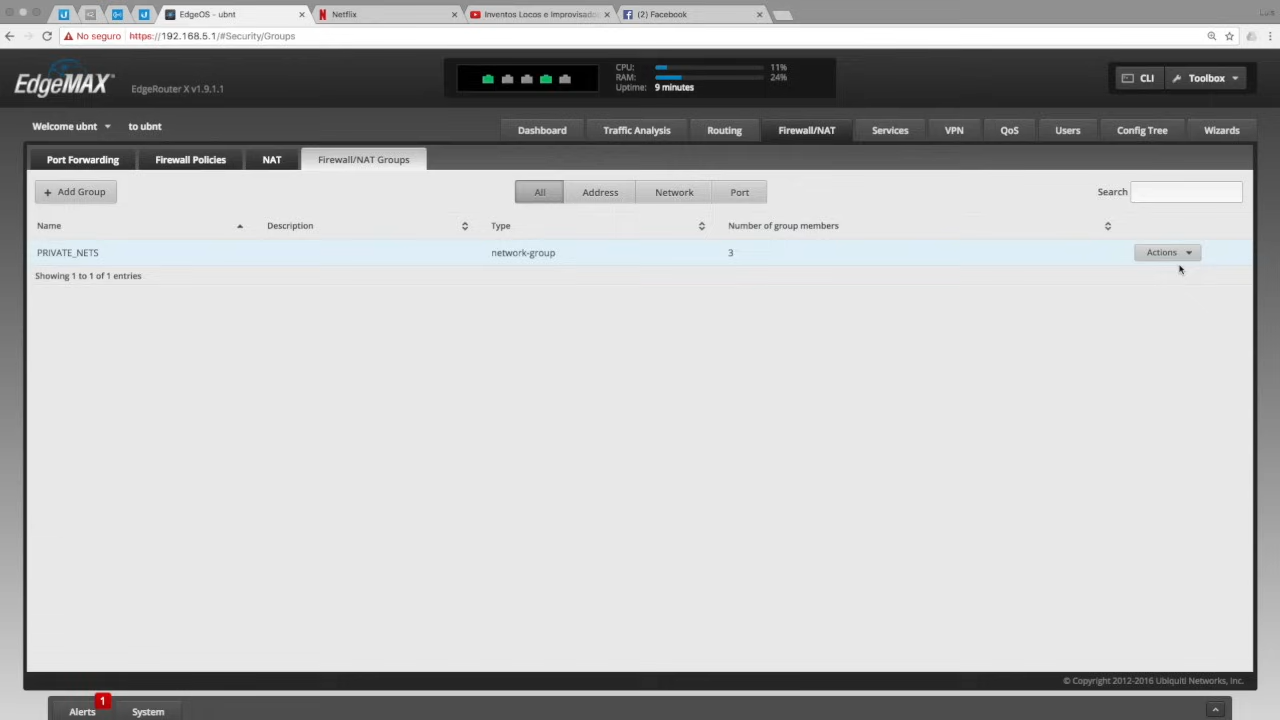 EdgeOS - ubnt
Netflix
Inventos Locos e Improvisado
(2) Facebook
Luis
No seguro
https://192.168.5.1/#Security/Groups
EdgeMAX
EdgeRouter X v1.9.1.1
CPU: 11%
RAM: 24%
Uptime: 9 minutes
CLI
Toolbox
Welcome ubnt
to ubnt
Dashboard
Traffic Analysis
Routing
Firewall/NAT
Services
VPN
QoS
Users
Config Tree
Wizards
Port Forwarding
Firewall Policies
NAT
Firewall/NAT Groups
+ Add Group
All
Address
Network
Port
Search
Name
Description
Type
Number of group members
PRIVATE_NETS
network-group
3
Actions
Showing 1 to 1 of 1 entries
© Copyright 2012-2016 Ubiquiti Networks, Inc.
Alerts
1
System